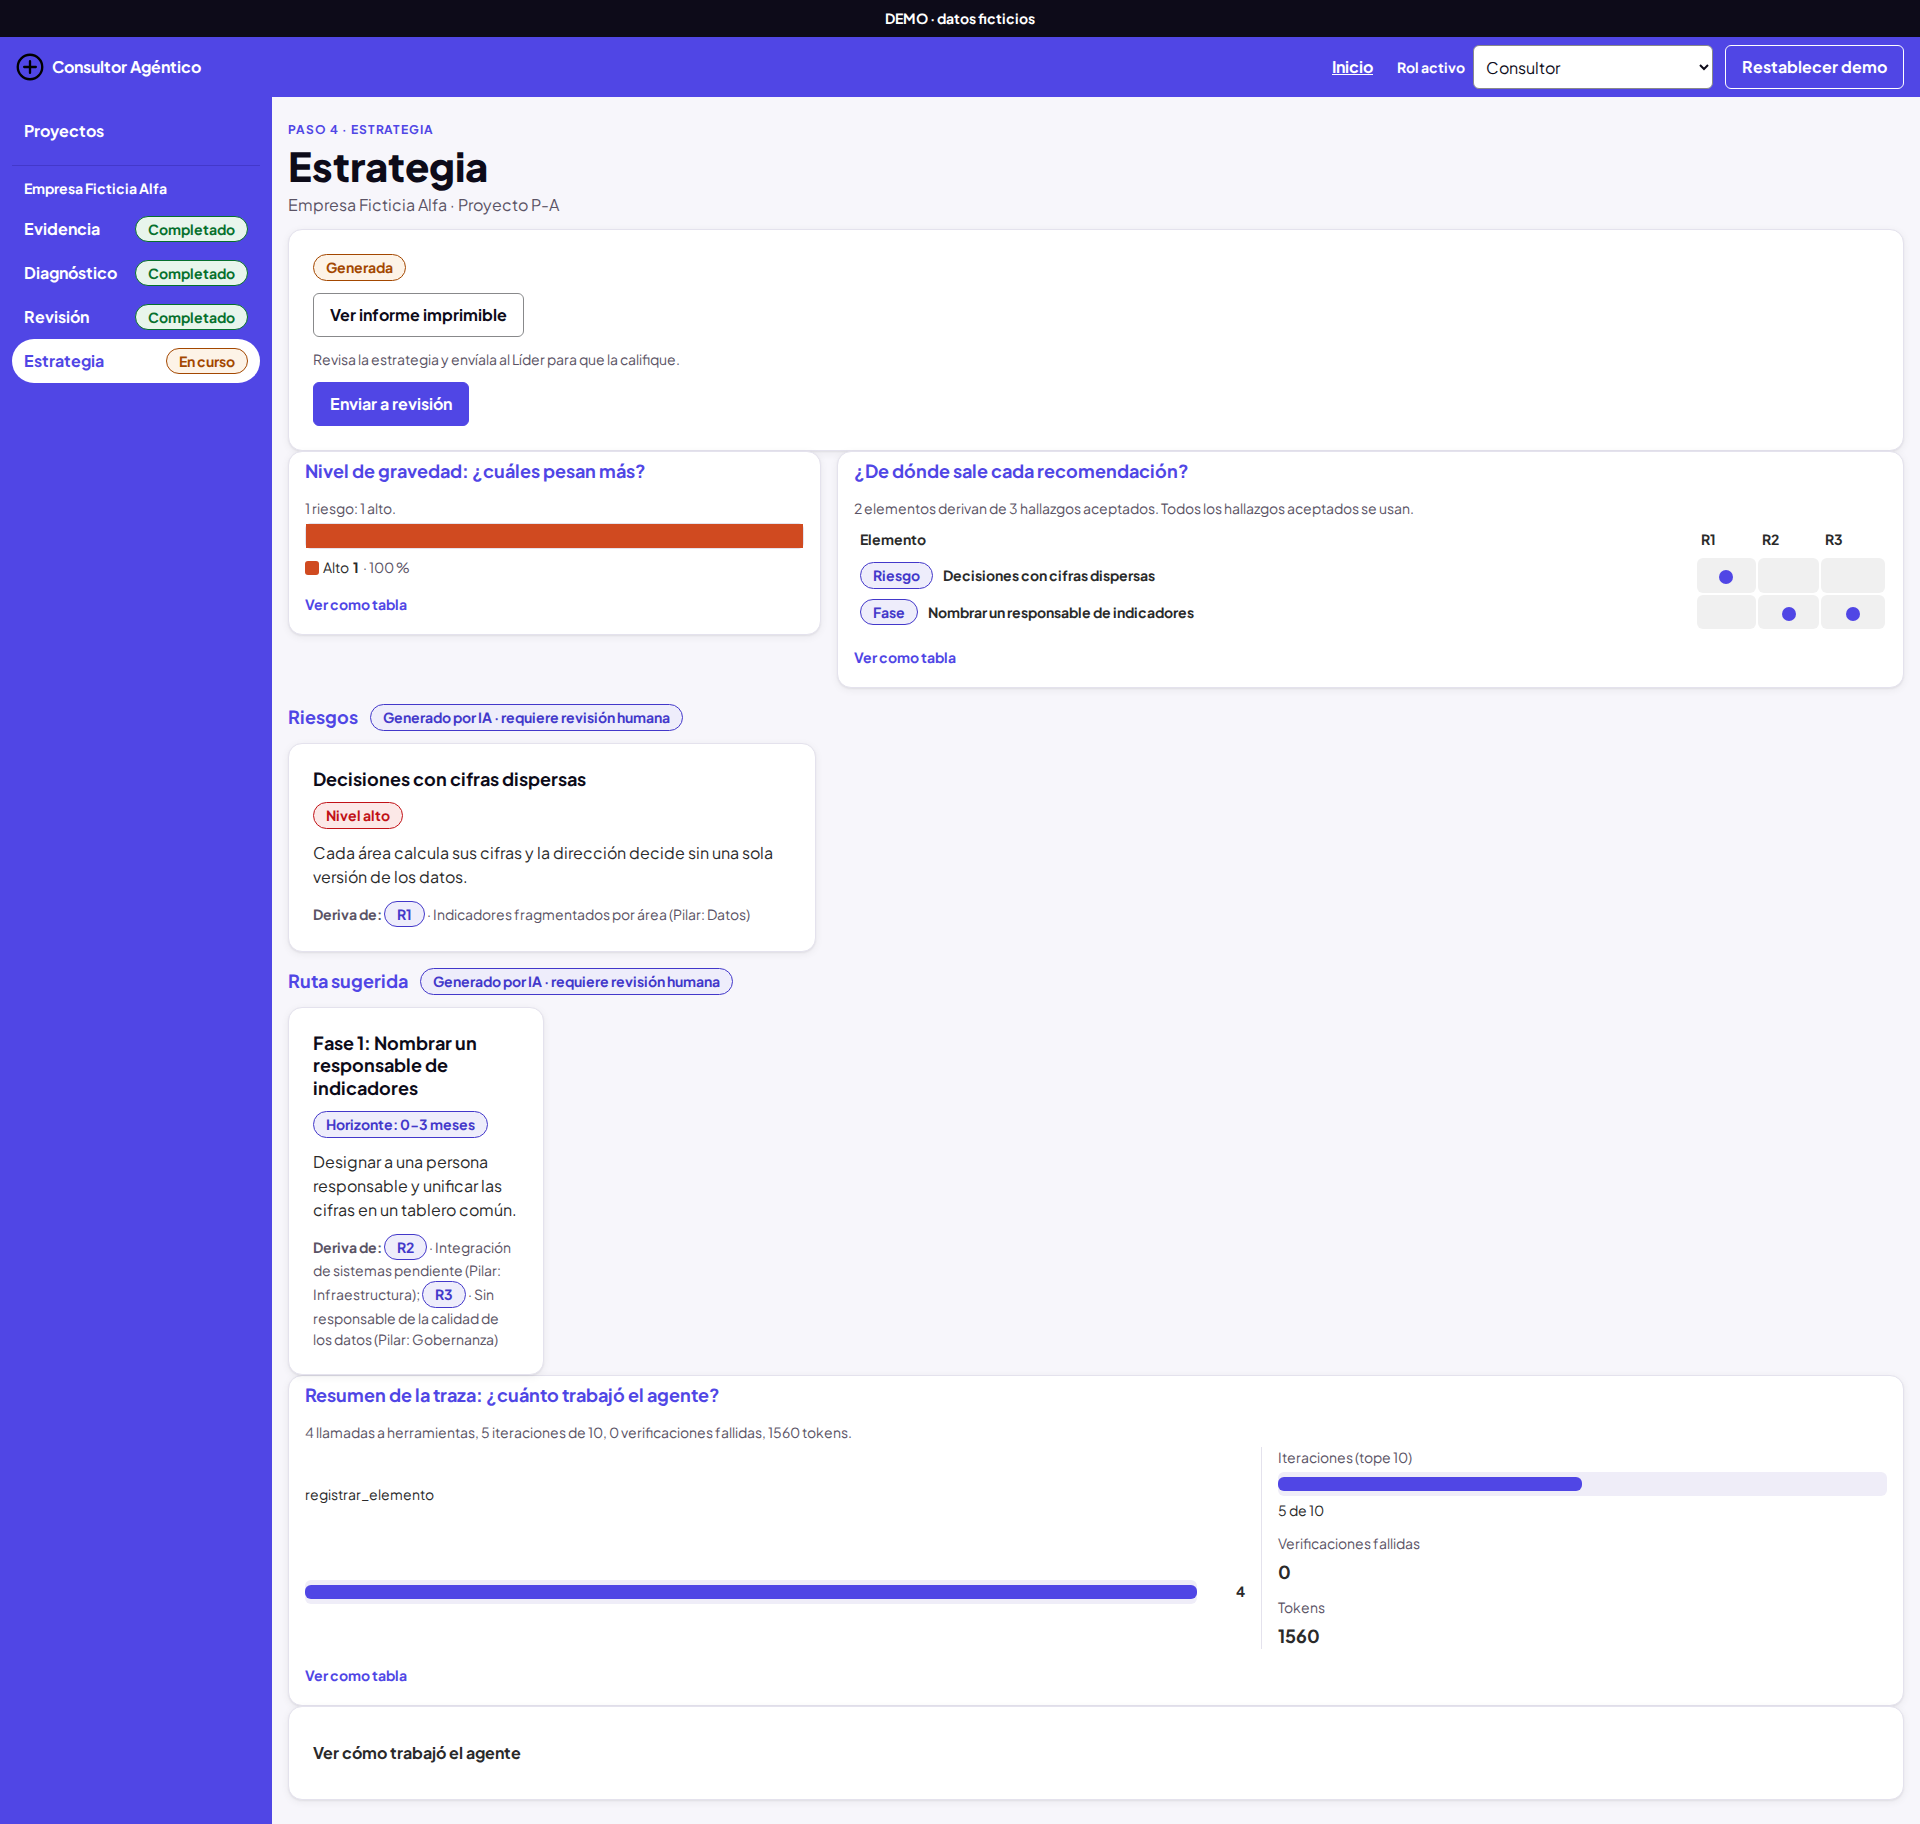 DEMO · datos ficticios
Consultor Agéntico
Inicio
Rol activo
Consultor
Restablecer demo
Proyectos
Empresa Ficticia Alfa
Evidencia
Completado
Diagnóstico
Completado
Revisión
Completado
Estrategia
En curso
PASO 4 · ESTRATEGIA
Estrategia
Empresa Ficticia Alfa · Proyecto P-A
Generada
Ver informe imprimible
Revisa la estrategia y envíala al Líder para que la califique.
Enviar a revisión
Nivel de gravedad: ¿cuáles pesan más?
1 riesgo: 1 alto.
Alto 1 · 100 %
Ver como tabla
¿De dónde sale cada recomendación?
2 elementos derivan de 3 hallazgos aceptados. Todos los hallazgos aceptados se usan.
Elemento R1 R2 R3
Riesgo Decisiones con cifras dispersas
Fase Nombrar un responsable de indicadores
Ver como tabla
Riesgos
Generado por IA · requiere revisión humana
Decisiones con cifras dispersas
Nivel alto
Cada área calcula sus cifras y la dirección decide sin una sola
versión de los datos.
Deriva de: R1 · Indicadores fragmentados por área (Pilar: Datos)
Ruta sugerida
Generado por IA · requiere revisión humana
Fase 1: Nombrar un
responsable de
indicadores
Horizonte: 0–3 meses
Designar a una persona
responsable y unificar las
cifras en un tablero común.
Deriva de: R2 · Integración
de sistemas pendiente (Pilar:
Infraestructura); R3 · Sin
responsable de la calidad de
los datos (Pilar: Gobernanza)
Resumen de la traza: ¿cuánto trabajó el agente?
4 llamadas a herramientas, 5 iteraciones de 10, 0 verificaciones fallidas, 1560 tokens.
registrar_elemento
4
Iteraciones (tope 10)
5 de 10
Verificaciones fallidas
0
Tokens
1560
Ver como tabla
Ver cómo trabajó el agente